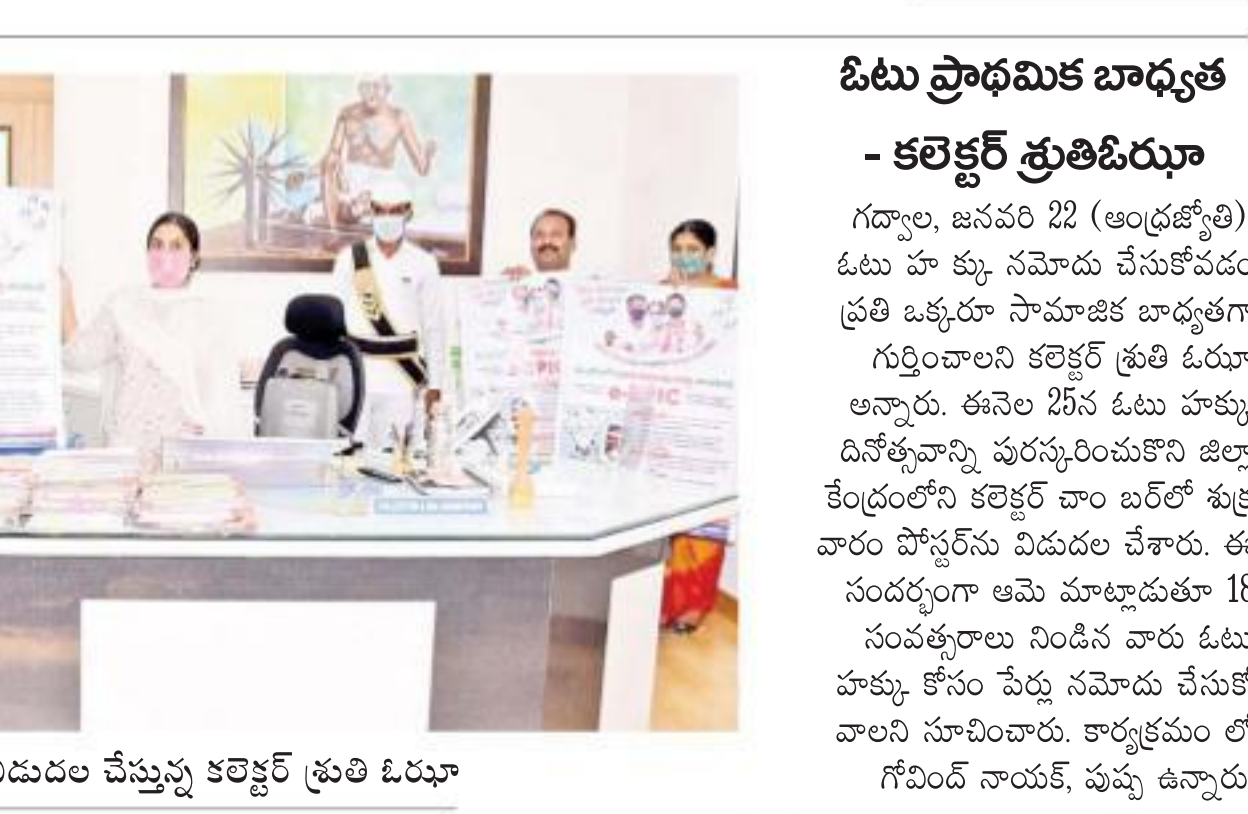 ఓటు ప్రాథమిక బాధ్యత
- కలెక్టర్ శ్రుతిఓఝా
గద్వాల, జనవరి 22 (ఆంధ్రజ్యోతి)
ఓటు హ క్కు నమోదు చేసుకోవడం
ప్రతి ఒక్కరూ సామాజిక బాధ్యతగా
గుర్తించాలని కలెక్టర్ శ్రుతి ఓఝా
అన్నారు. ఈనెల 25న ఓటు హక్కు
దినోత్సవాన్ని పురస్కరించుకొని జిల్లా
కేంద్రంలోని కలెక్టర్ చాం బర్‌లో శుక్ర
వారం పోస్టర్‌ను విడుదల చేశారు. ఈ
సందర్భంగా ఆమె మాట్లాడుతూ 18
సంవత్సరాలు నిండిన వారు ఓటు
హక్కు కోసం పేర్లు నమోదు చేసుకో
వాలని సూచించారు. కార్యక్రమం లో
గోవింద్ నాయక్, పుష్ప ఉన్నారు
విడుదల చేస్తున్న కలెక్టర్ శ్రుతి ఓఝా
e-EPIC